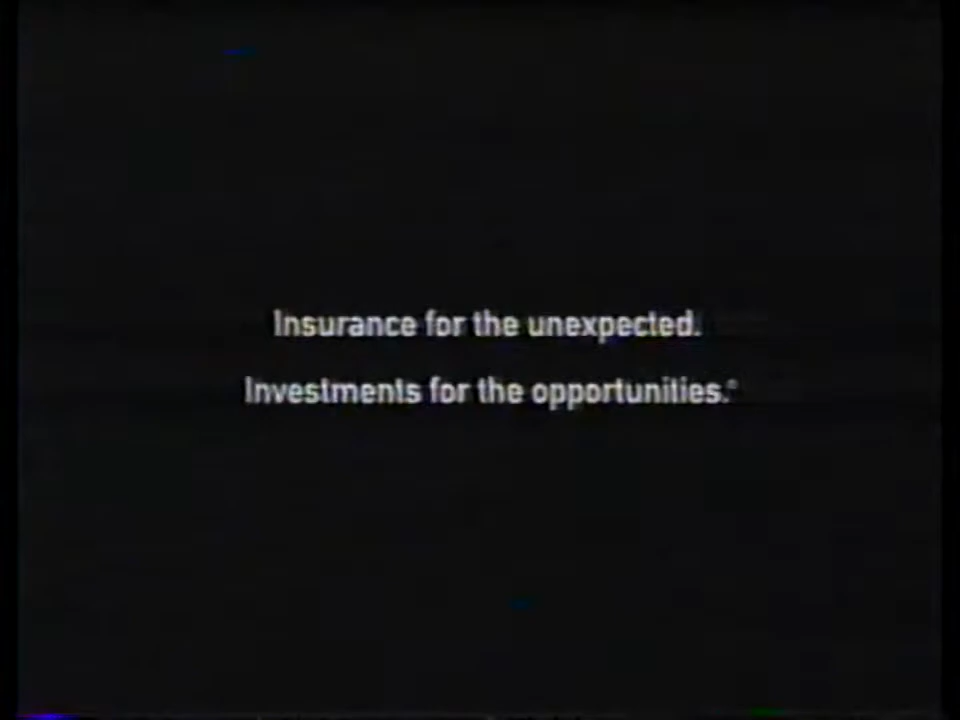 Insurance for the unexpected.
Investments for the opportunities.®